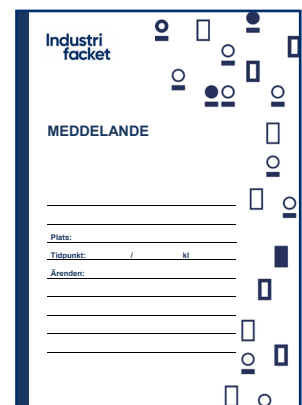 Industri
facket
MEDDELANDE
Plats:
Tidpunkt: / kl
Ärenden: